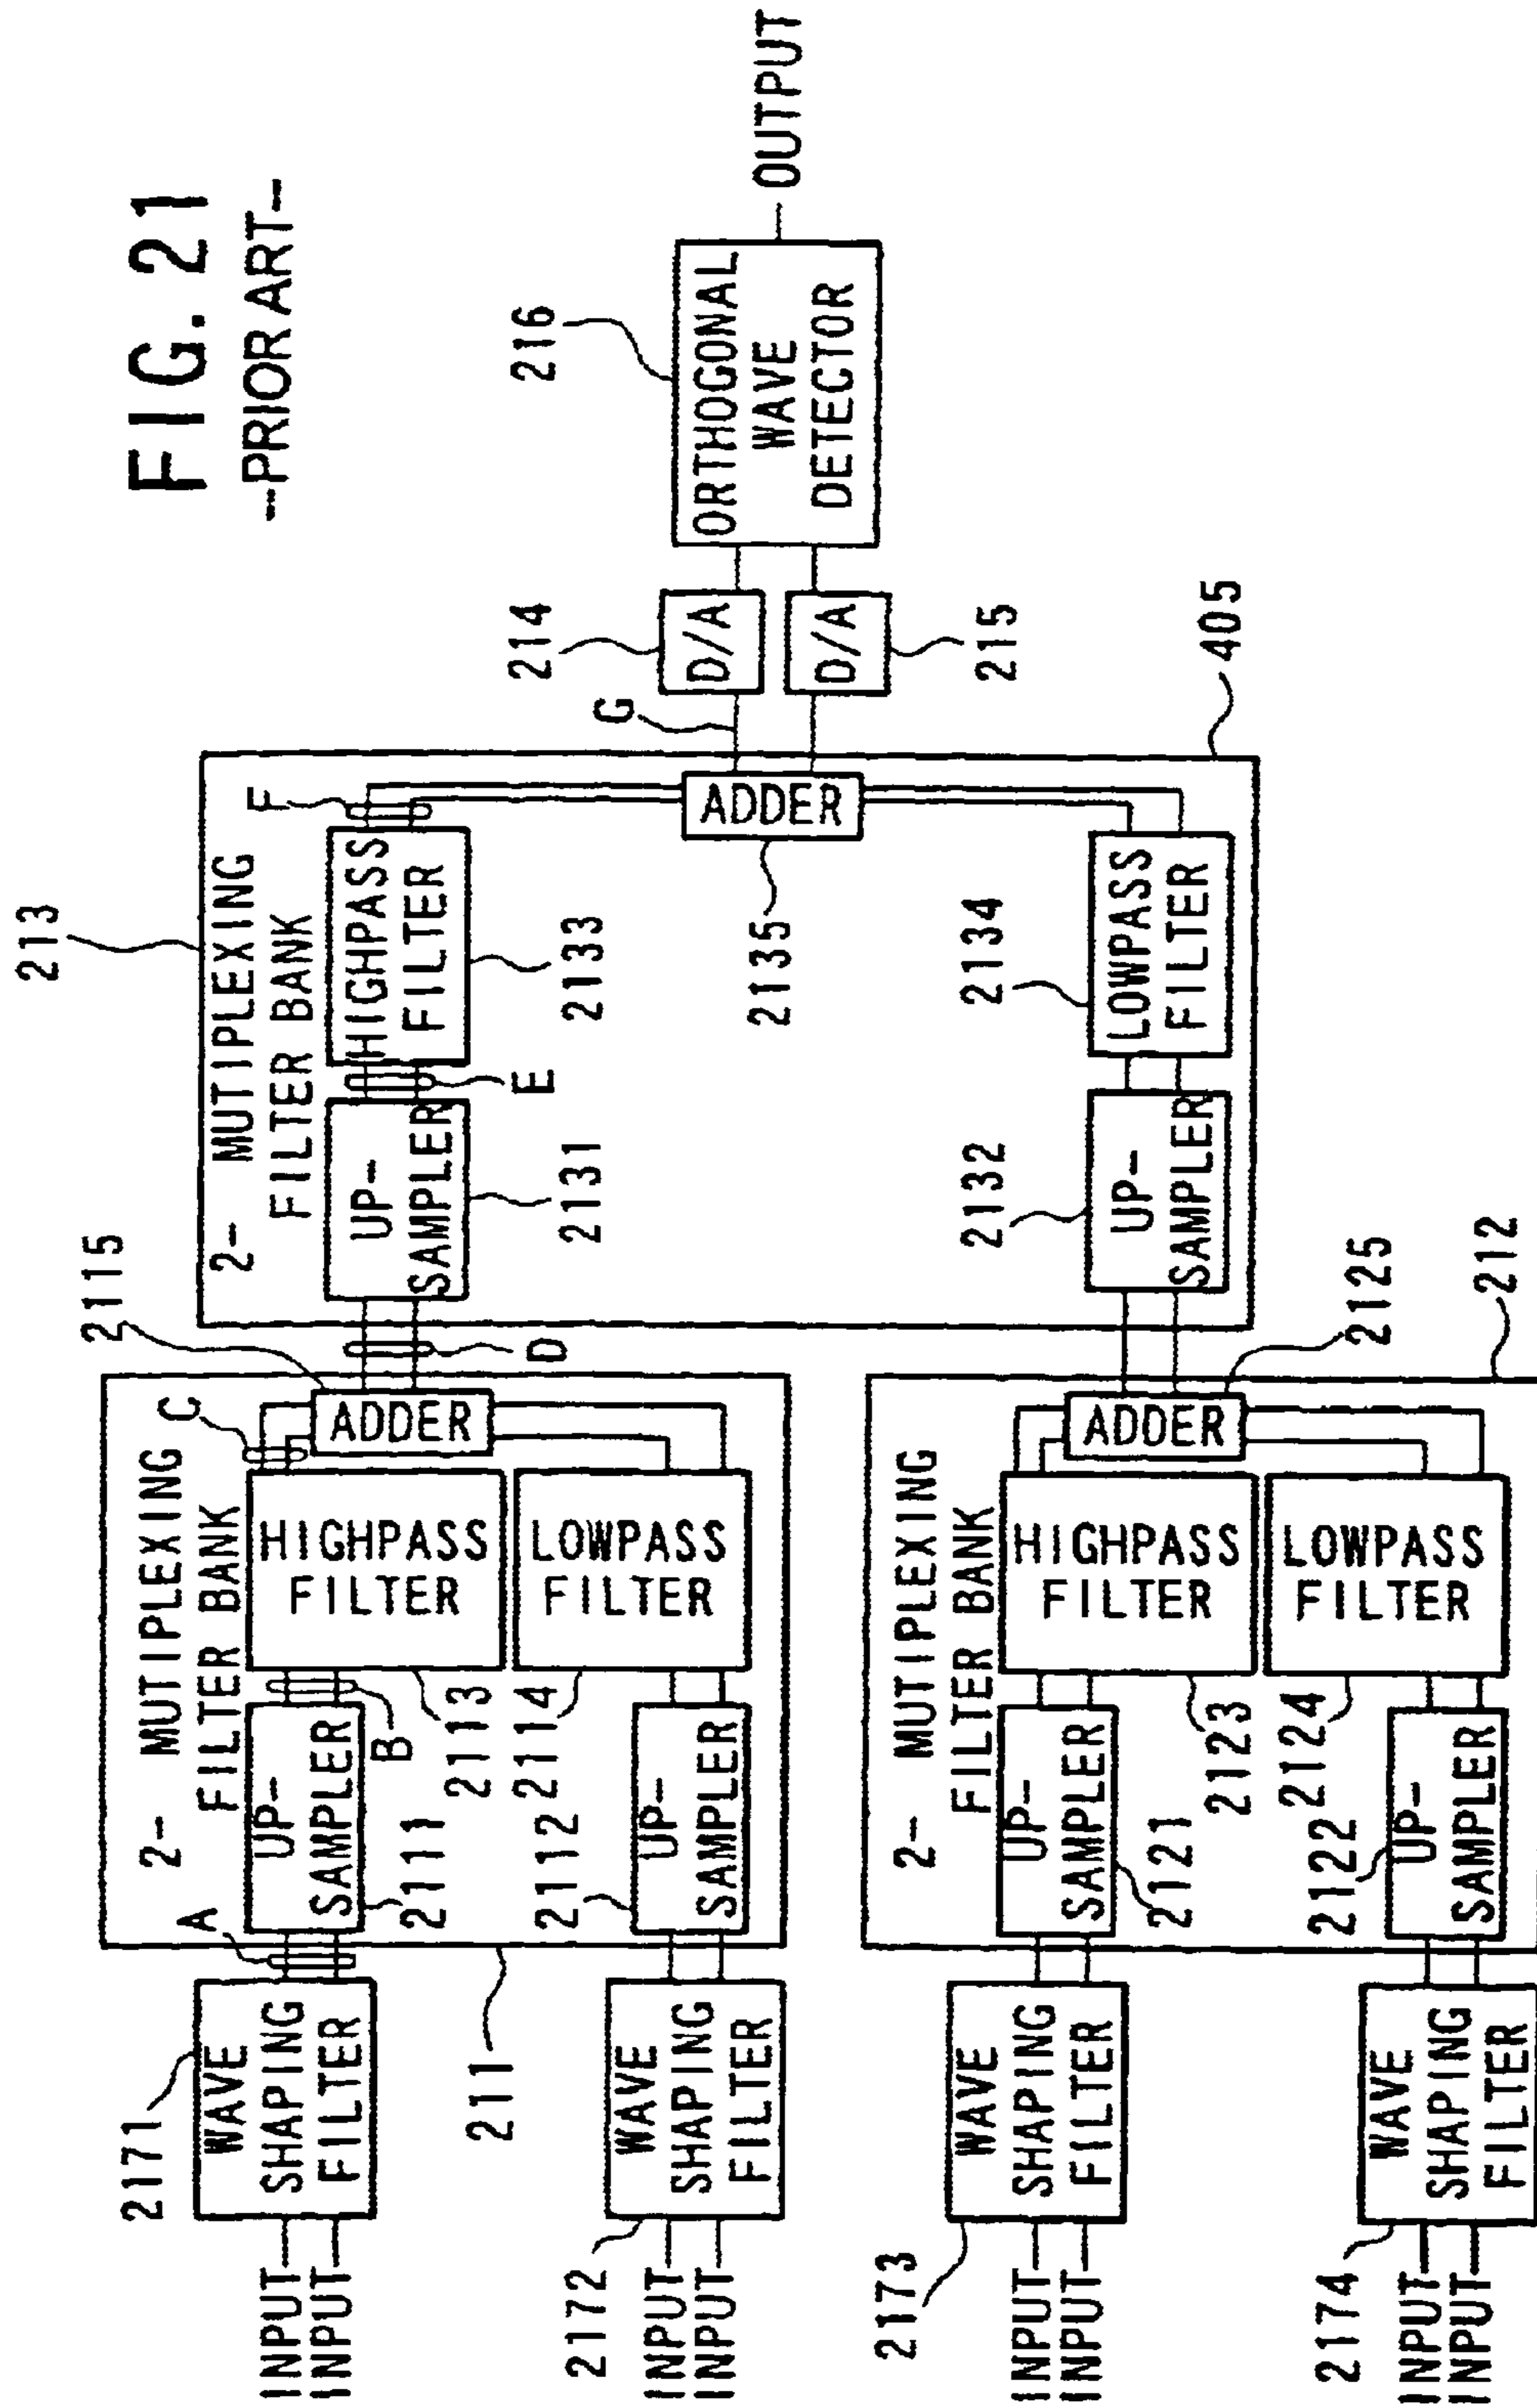 FIG. 21
--PRIOR ART--
213
2- MUTIPLEXING
FILTER BANK
HIGHPASS
FILTER
2133
F
E
UP-
SAMPLER
2131
ADDER
2135
UP-
SAMPLER
2132
LOWPASS
FILTER
2134
405
G
214
D/A
D/A
215
216
ORTHOGONAL
WAVE
DETECTOR
OUTPUT
INPUT
INPUT
2171
WAVE
SHAPING
FILTER
A
211
2- MUTIPLEXING
FILTER BANK
UP-
SAMPLER
2111
B
HIGHPASS
FILTER
2113
C
2115
ADDER
D
INPUT
INPUT
2172
WAVE
SHAPING
FILTER
UP-
SAMPLER
2112
LOWPASS
FILTER
2114
INPUT
INPUT
2173
WAVE
SHAPING
FILTER
2- MUTIPLEXING
FILTER BANK
UP-
SAMPLER
2121
HIGHPASS
FILTER
2123
ADDER
2125
212
INPUT
INPUT
2174
WAVE
SHAPING
FILTER
UP-
SAMPLER
2122
LOWPASS
FILTER
2124